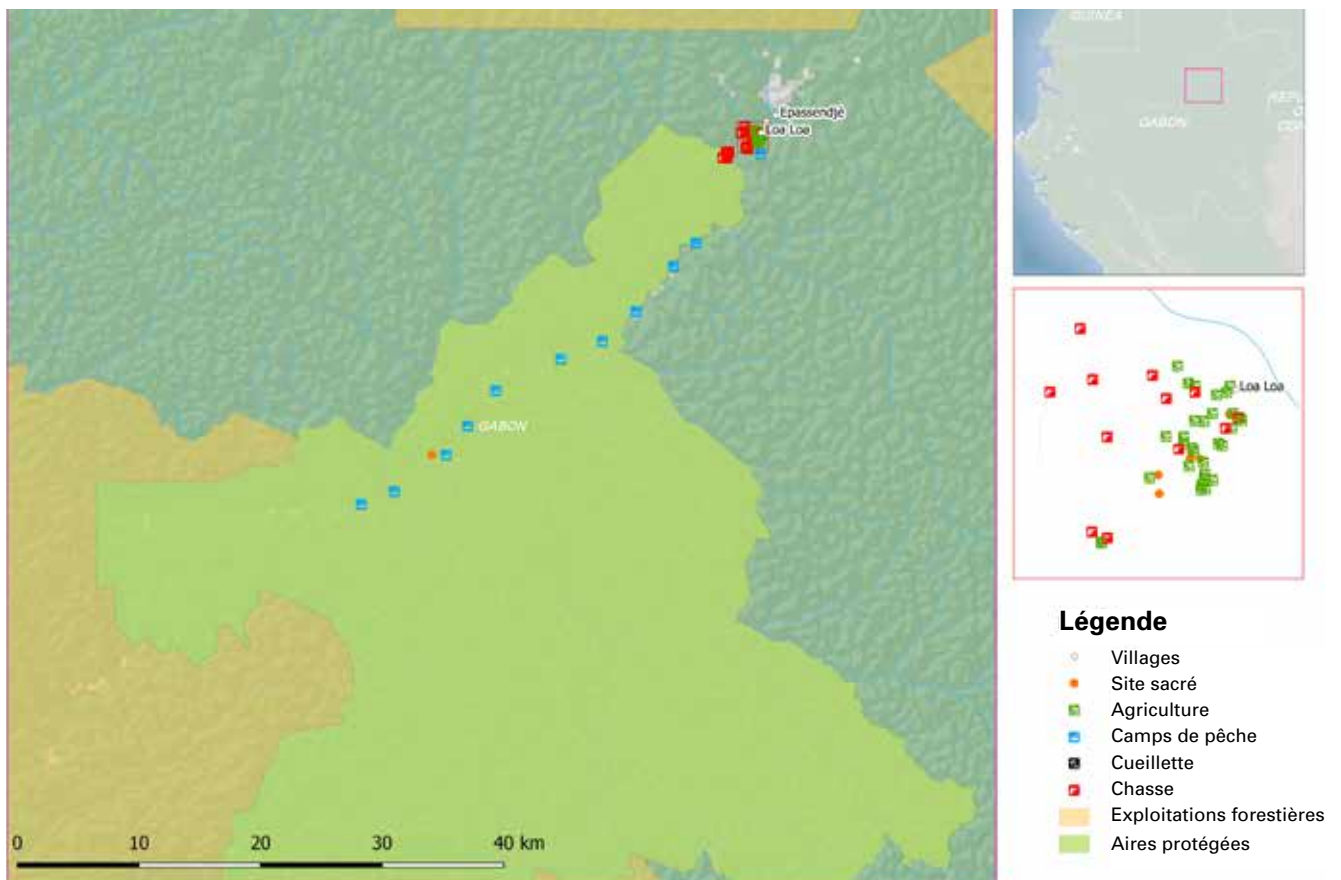 Epassendjè
Loa Loa
GABON
0 10 20 30 40 km
GUINEA
GABON
Loa Loa
Légende
Villages
Site sacré
Agriculture
Camps de pêche
Cueillette
Chasse
Exploitations forestières
Aires protégées